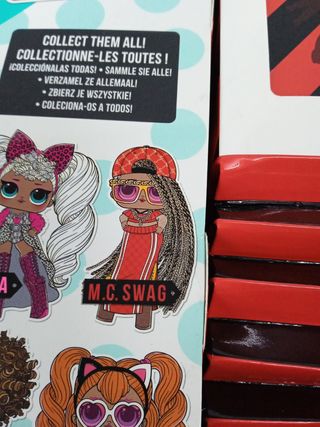 COLLECT THEM ALL!
COLLECTIONNE-LES TOUTES !
¡COLECCIÓNALAS TODAS! • SAMMLE SIE ALLE!
• VERZAMEL ZE ALLEMAAL!
• ZBIERZ JE WSZYSTKIE!
• COLECIONA-OS A TODOS!
A
M.C. SWAG